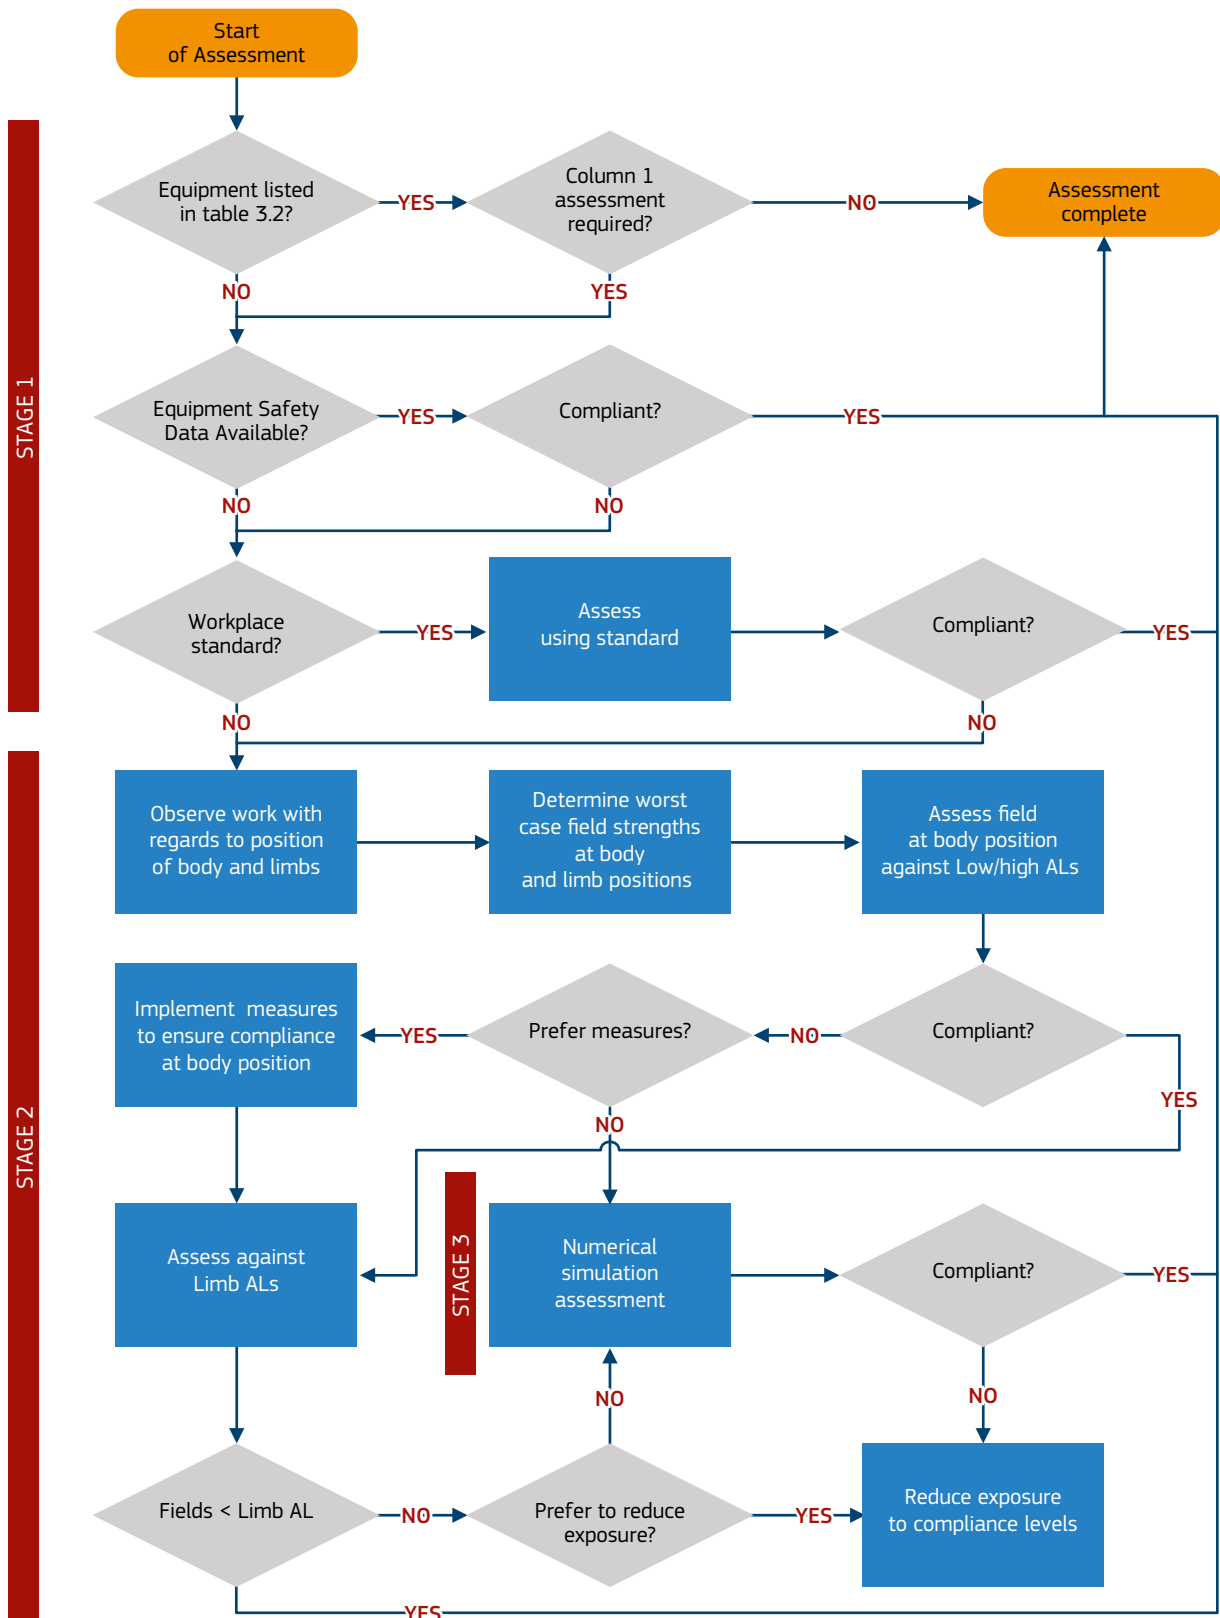 Start
of Assessment
STAGE 1
Equipment listed
in table 3.2?
YES
Column 1
assessment
required?
NO
Assessment
complete
NO
YES
Equipment Safety
Data Available?
YES
Compliant?
YES
NO
NO
Workplace
standard?
YES
Assess
using standard
Compliant?
YES
NO
NO
STAGE 2
Observe work with
regards to position
of body and limbs
Determine worst
case field strengths
at body
and limb positions
Assess field
at body position
against Low/high ALs
Implement measures
to ensure compliance
at body position
YES
Prefer measures?
NO
Compliant?
YES
NO
Assess against
Limb ALs
STAGE 3
Numerical
simulation
assessment
Compliant?
YES
NO
NO
Fields < Limb AL
NO
Prefer to reduce
exposure?
YES
Reduce exposure
to compliance levels
YES